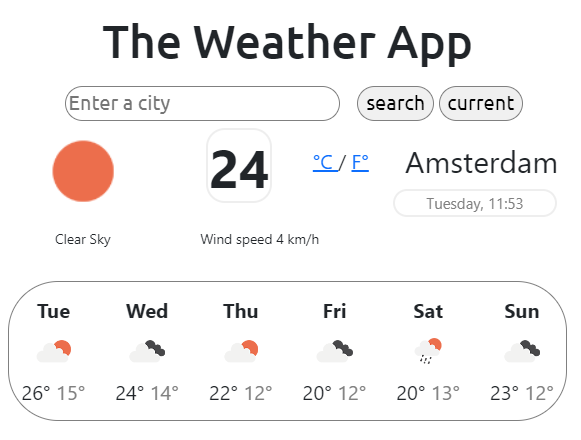 The Weather App
Enter a city search current
24 °C / F° Amsterdam
Tuesday, 11:53
Clear Sky Wind speed 4 km/h
Tue Wed Thu Fri Sat Sun
26° 15° 24° 14° 22° 12° 20° 12° 20° 13° 23° 12°